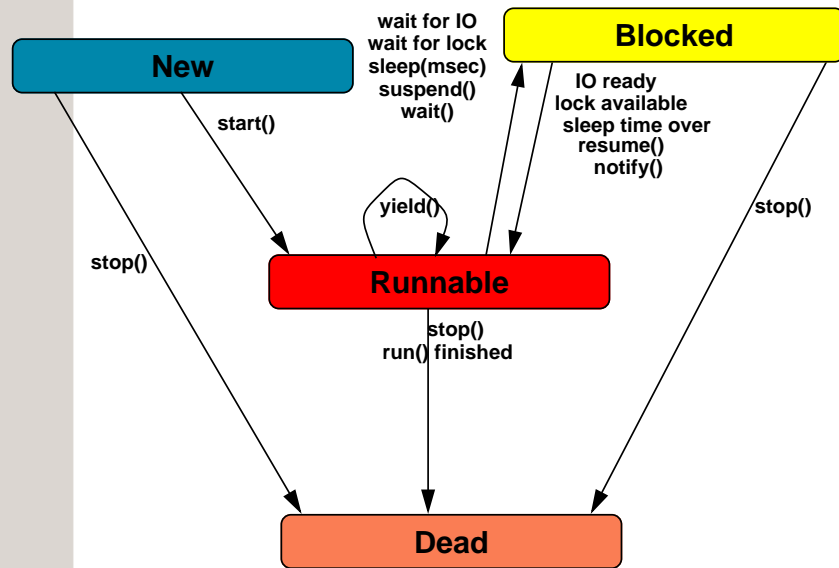 wait for IO
wait for lock
sleep(msec)
suspend()
wait()
Blocked
New
IO ready
lock available
sleep time over
resume()
notify()
start()
yield()
stop()
stop()
Runnable
stop()
run() finished
Dead